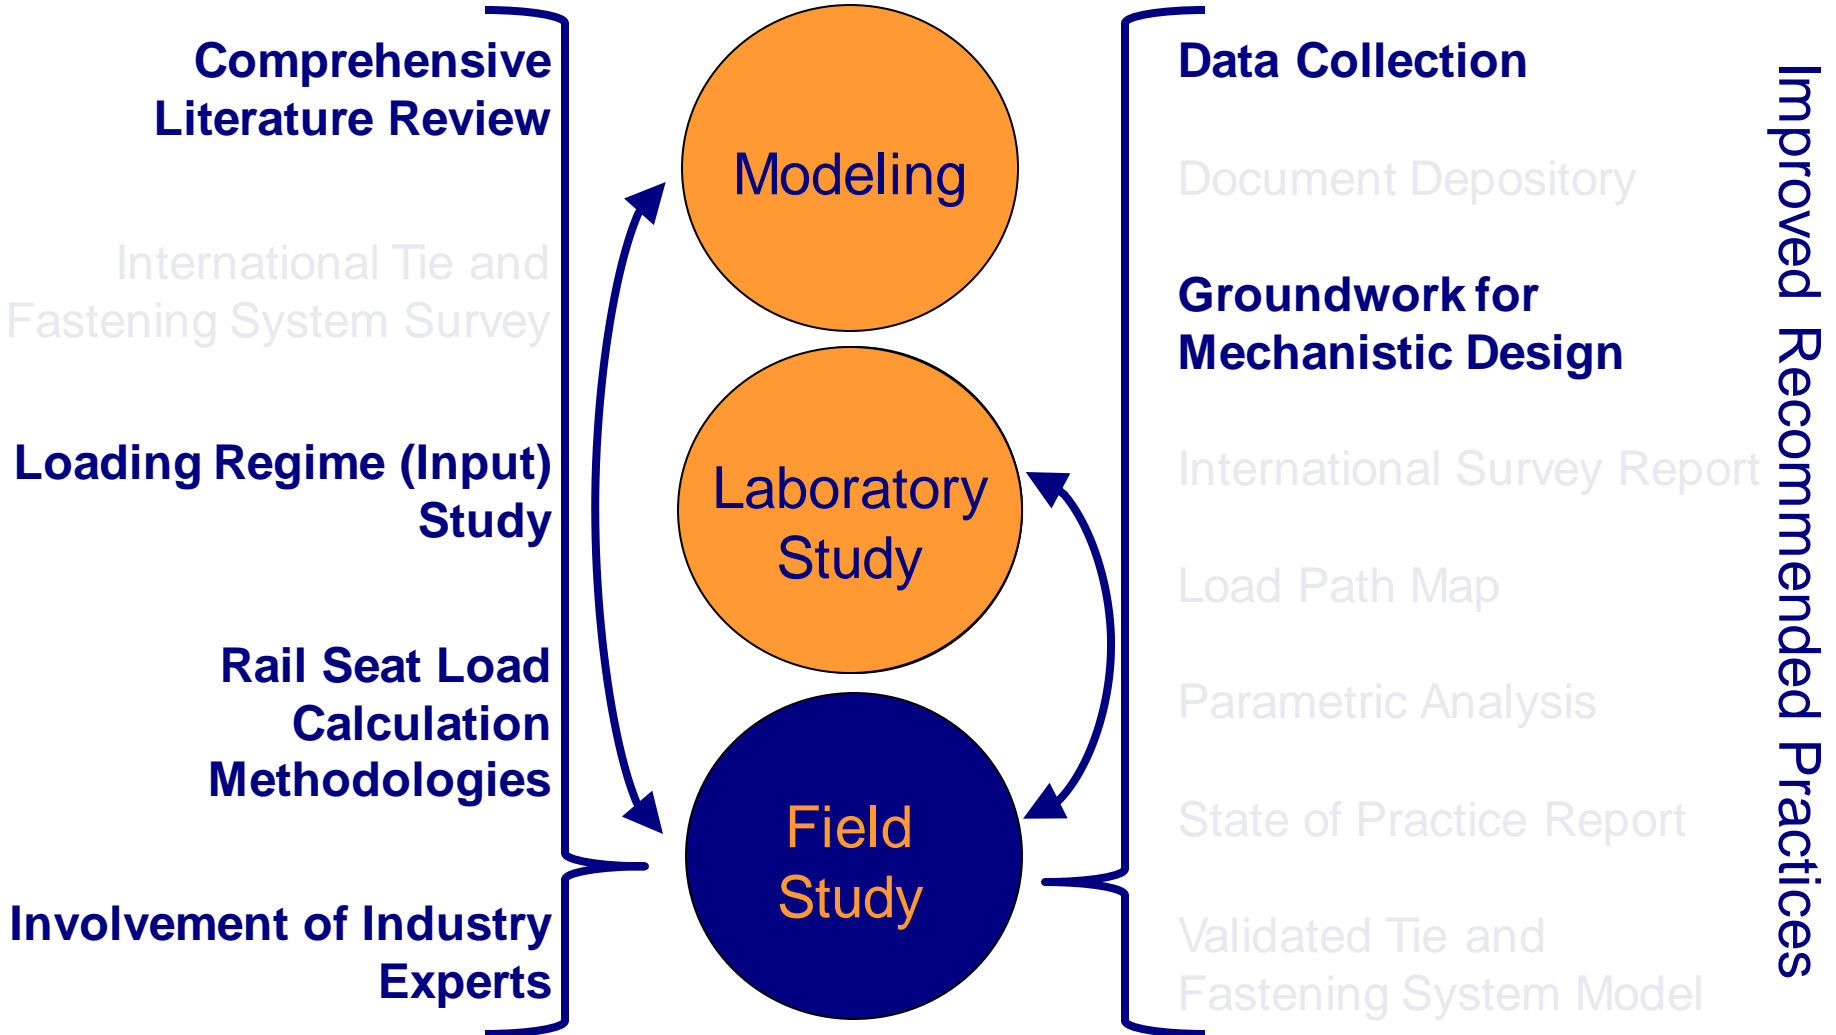 Comprehensive
Literature Review
International Tie and
Fastening System Survey
Loading Regime (Input)
Study
Rail Seat Load
Calculation
Methodologies
Involvement of Industry
Experts
Modeling
Laboratory
Study
Field
Study
Data Collection
Document Depository
Groundwork for
Mechanistic Design
International Survey Report
Load Path Map
Parametric Analysis
State of Practice Report
Validated Tie and
Fastening System Model
Improved Recommended Practices